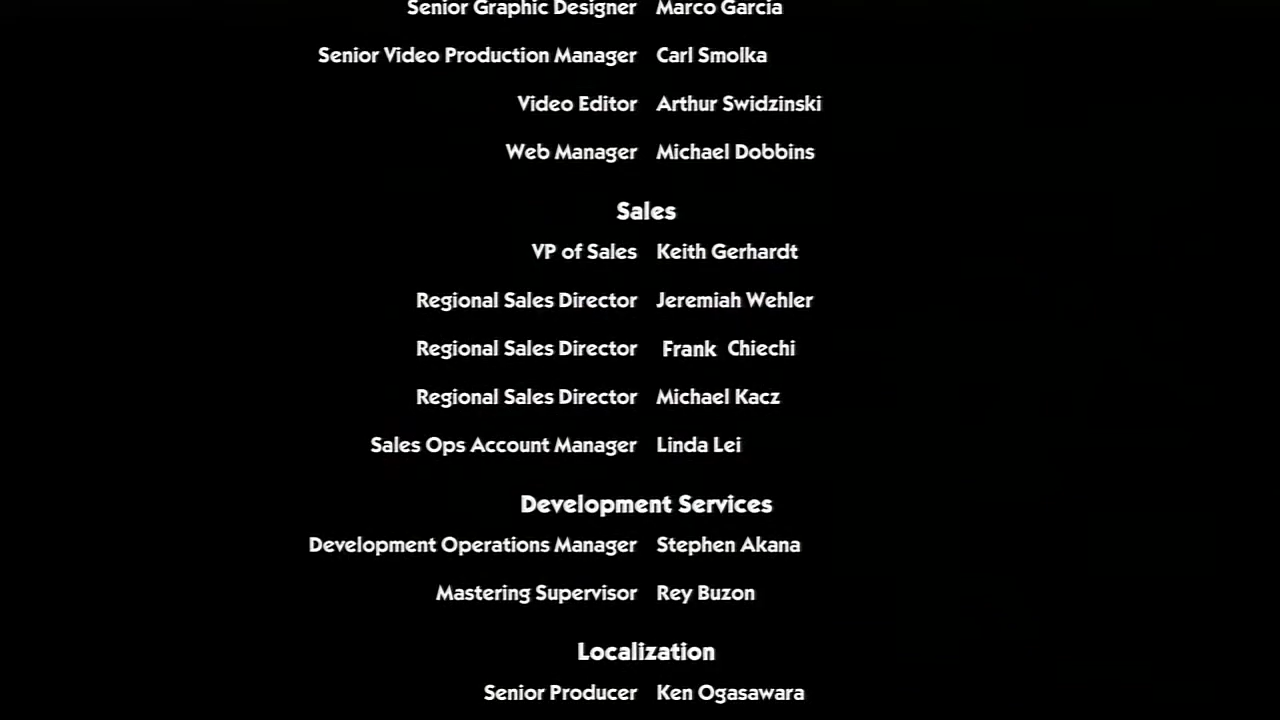 Senior Graphic Designer Marco Garcia
Senior Video Production Manager Carl Smolka
Video Editor Arthur Swidzinski
Web Manager Michael Dobbins
Sales
VP of Sales Keith Gerhardt
Regional Sales Director Jeremiah Wehler
Regional Sales Director Frank Chiechi
Regional Sales Director Michael Kacz
Sales Ops Account Manager Linda Lei
Development Services
Development Operations Manager Stephen Akana
Mastering Supervisor Rey Buzon
Localization
Senior Producer Ken Ogasawara